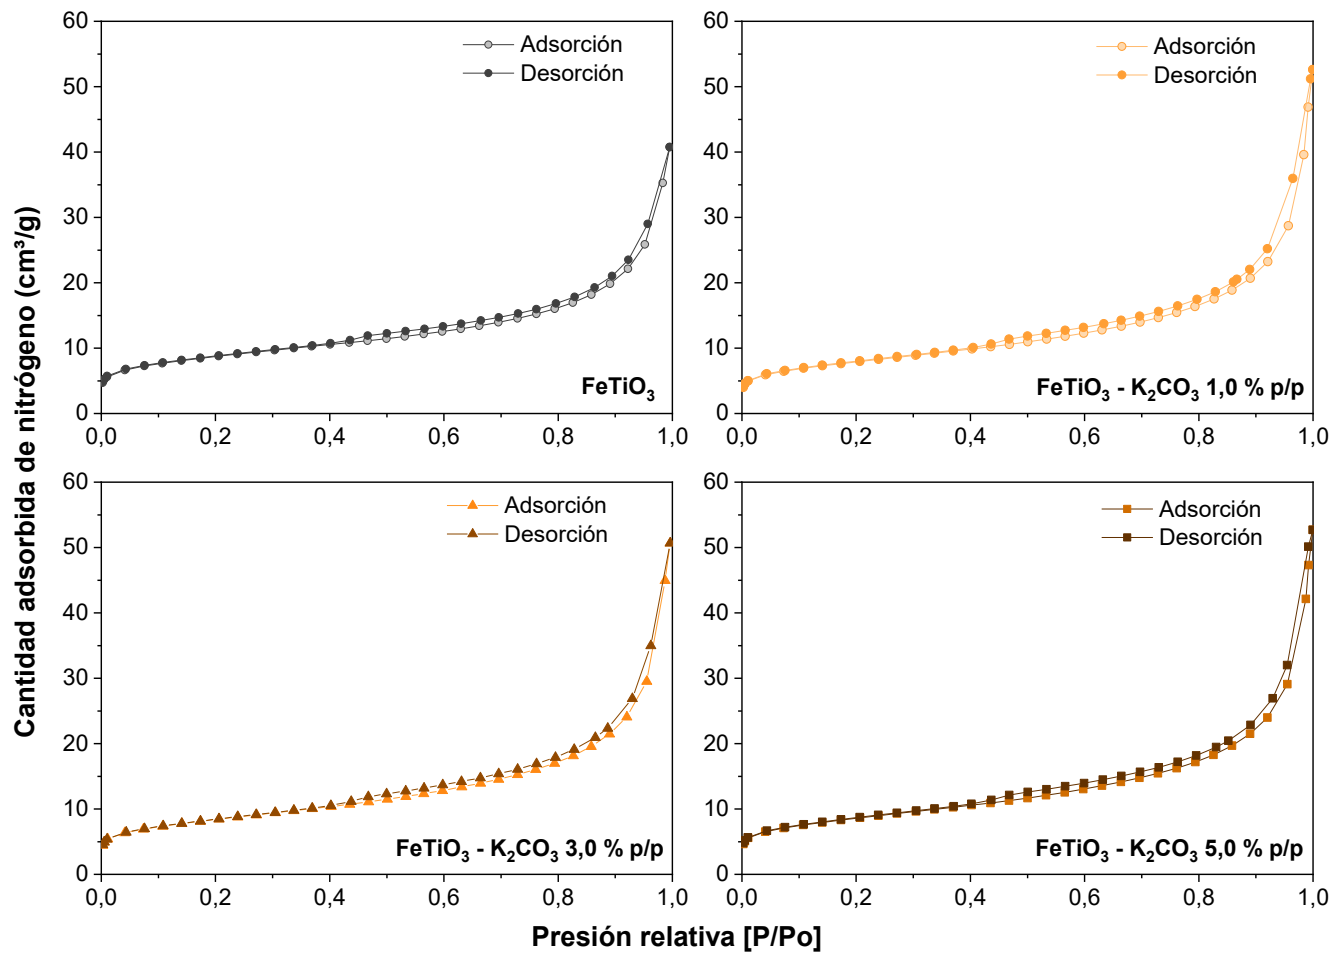 Cantidad adsorbida de nitrógeno (cm³/g)
60
50
40
30
20
10
0
0,0 0,2 0,4 0,6 0,8 1,0
Adsorción
Desorción
FeTiO₃
60
50
40
30
20
10
0
0,0 0,2 0,4 0,6 0,8 1,0
Adsorción
Desorción
FeTiO₃ - K₂CO₃ 1,0 % p/p
60
50
40
30
20
10
0
0,0 0,2 0,4 0,6 0,8 1,0
Adsorción
Desorción
FeTiO₃ - K₂CO₃ 3,0 % p/p
60
50
40
30
20
10
0
0,0 0,2 0,4 0,6 0,8 1,0
Adsorción
Desorción
FeTiO₃ - K₂CO₃ 5,0 % p/p
Presión relativa [P/Po]